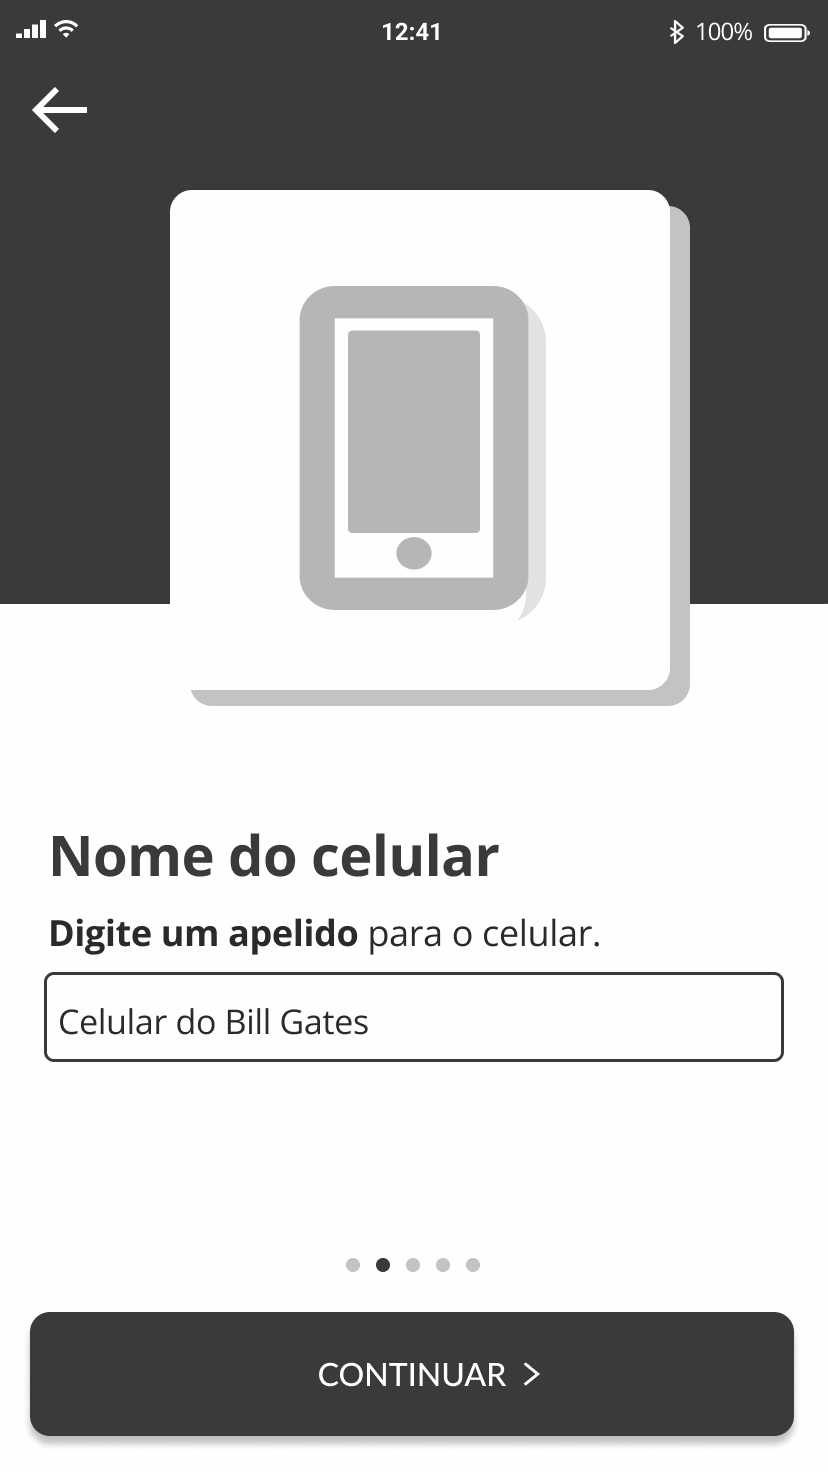 12:41
100%
Nome do celular
Digite um apelido para o celular.
Celular do Bill Gates
CONTINUAR